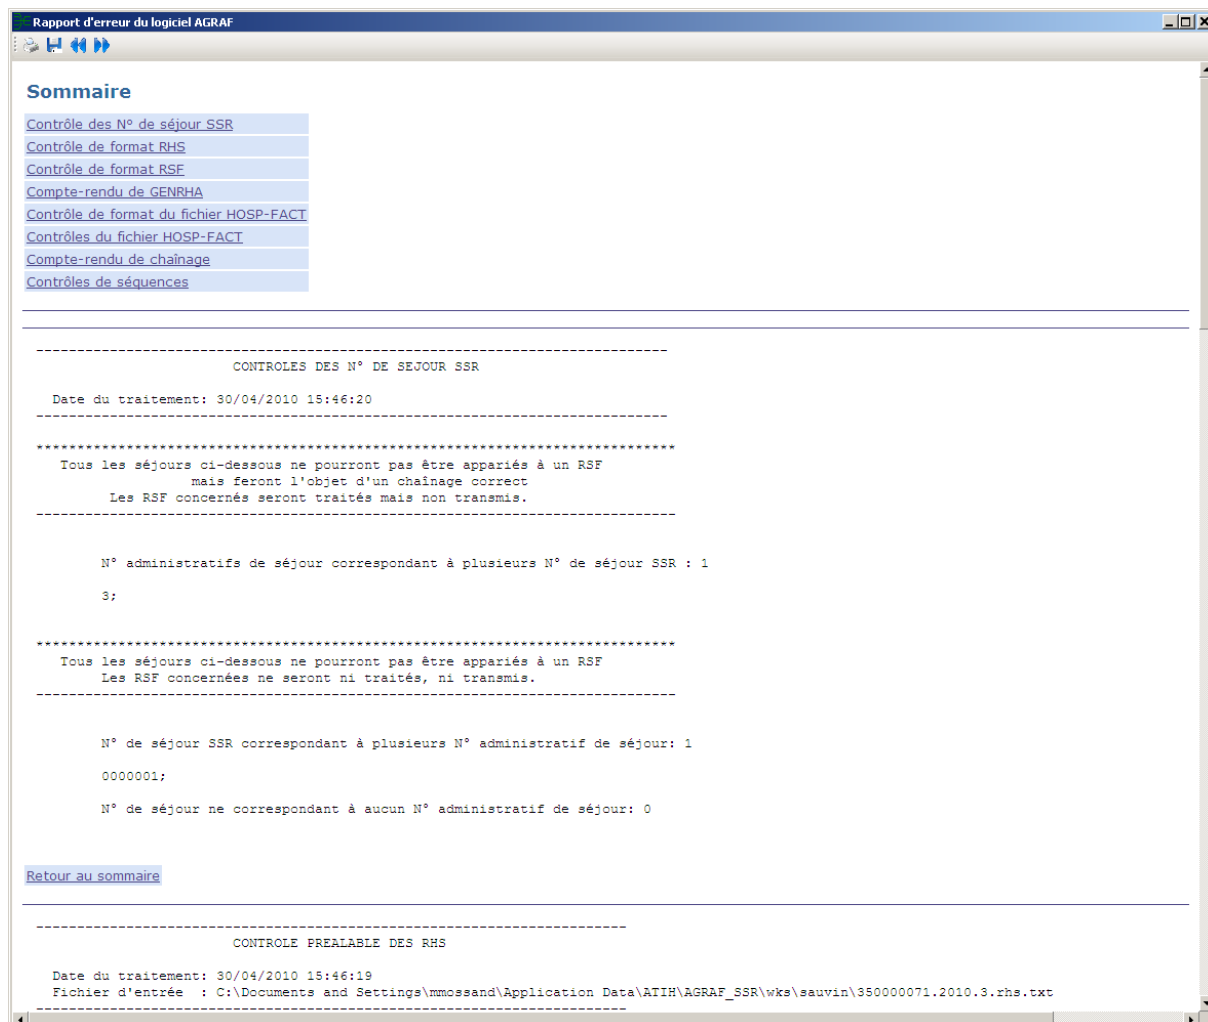 Rapport d'erreur du logiciel AGRAF
Sommaire
Contrôle des N° de séjour SSR
Contrôle de format RHS
Contrôle de format RSF
Compte-rendu de GENRHA
Contrôle de format du fichier HOSP-FACT
Contrôles du fichier HOSP-FACT
Compte-rendu de chaînage
Contrôles de séquences
-----------------------------------------------------------------------------
CONTROLES DES N° DE SEJOUR SSR
Date du traitement: 30/04/2010 15:46:20
-----------------------------------------------------------------------------
******************************************************************************
Tous les séjours ci-dessous ne pourront pas être appariés à un RSF
mais feront l'objet d'un chaînage correct
Les RSF concernés seront traités mais non transmis.
------------------------------------------------------------------------------
N° administratifs de séjour correspondant à plusieurs N° de séjour SSR : 1
3;
******************************************************************************
Tous les séjours ci-dessous ne pourront pas être appariés à un RSF
Les RSF concernées ne seront ni traités, ni transmis.
------------------------------------------------------------------------------
N° de séjour SSR correspondant à plusieurs N° administratif de séjour: 1
0000001;
N° de séjour ne correspondant à aucun N° administratif de séjour: 0
Retour au sommaire
------------------------------------------------------------------------
CONTROLE PREALABLE DES RHS
Date du traitement: 30/04/2010 15:46:19
Fichier d'entrée  : C:\Documents and Settings\mmossand\Application Data\ATIH\AGRAF_SSR\wks\sauvin\350000071.2010.3.rhs.txt
------------------------------------------------------------------------